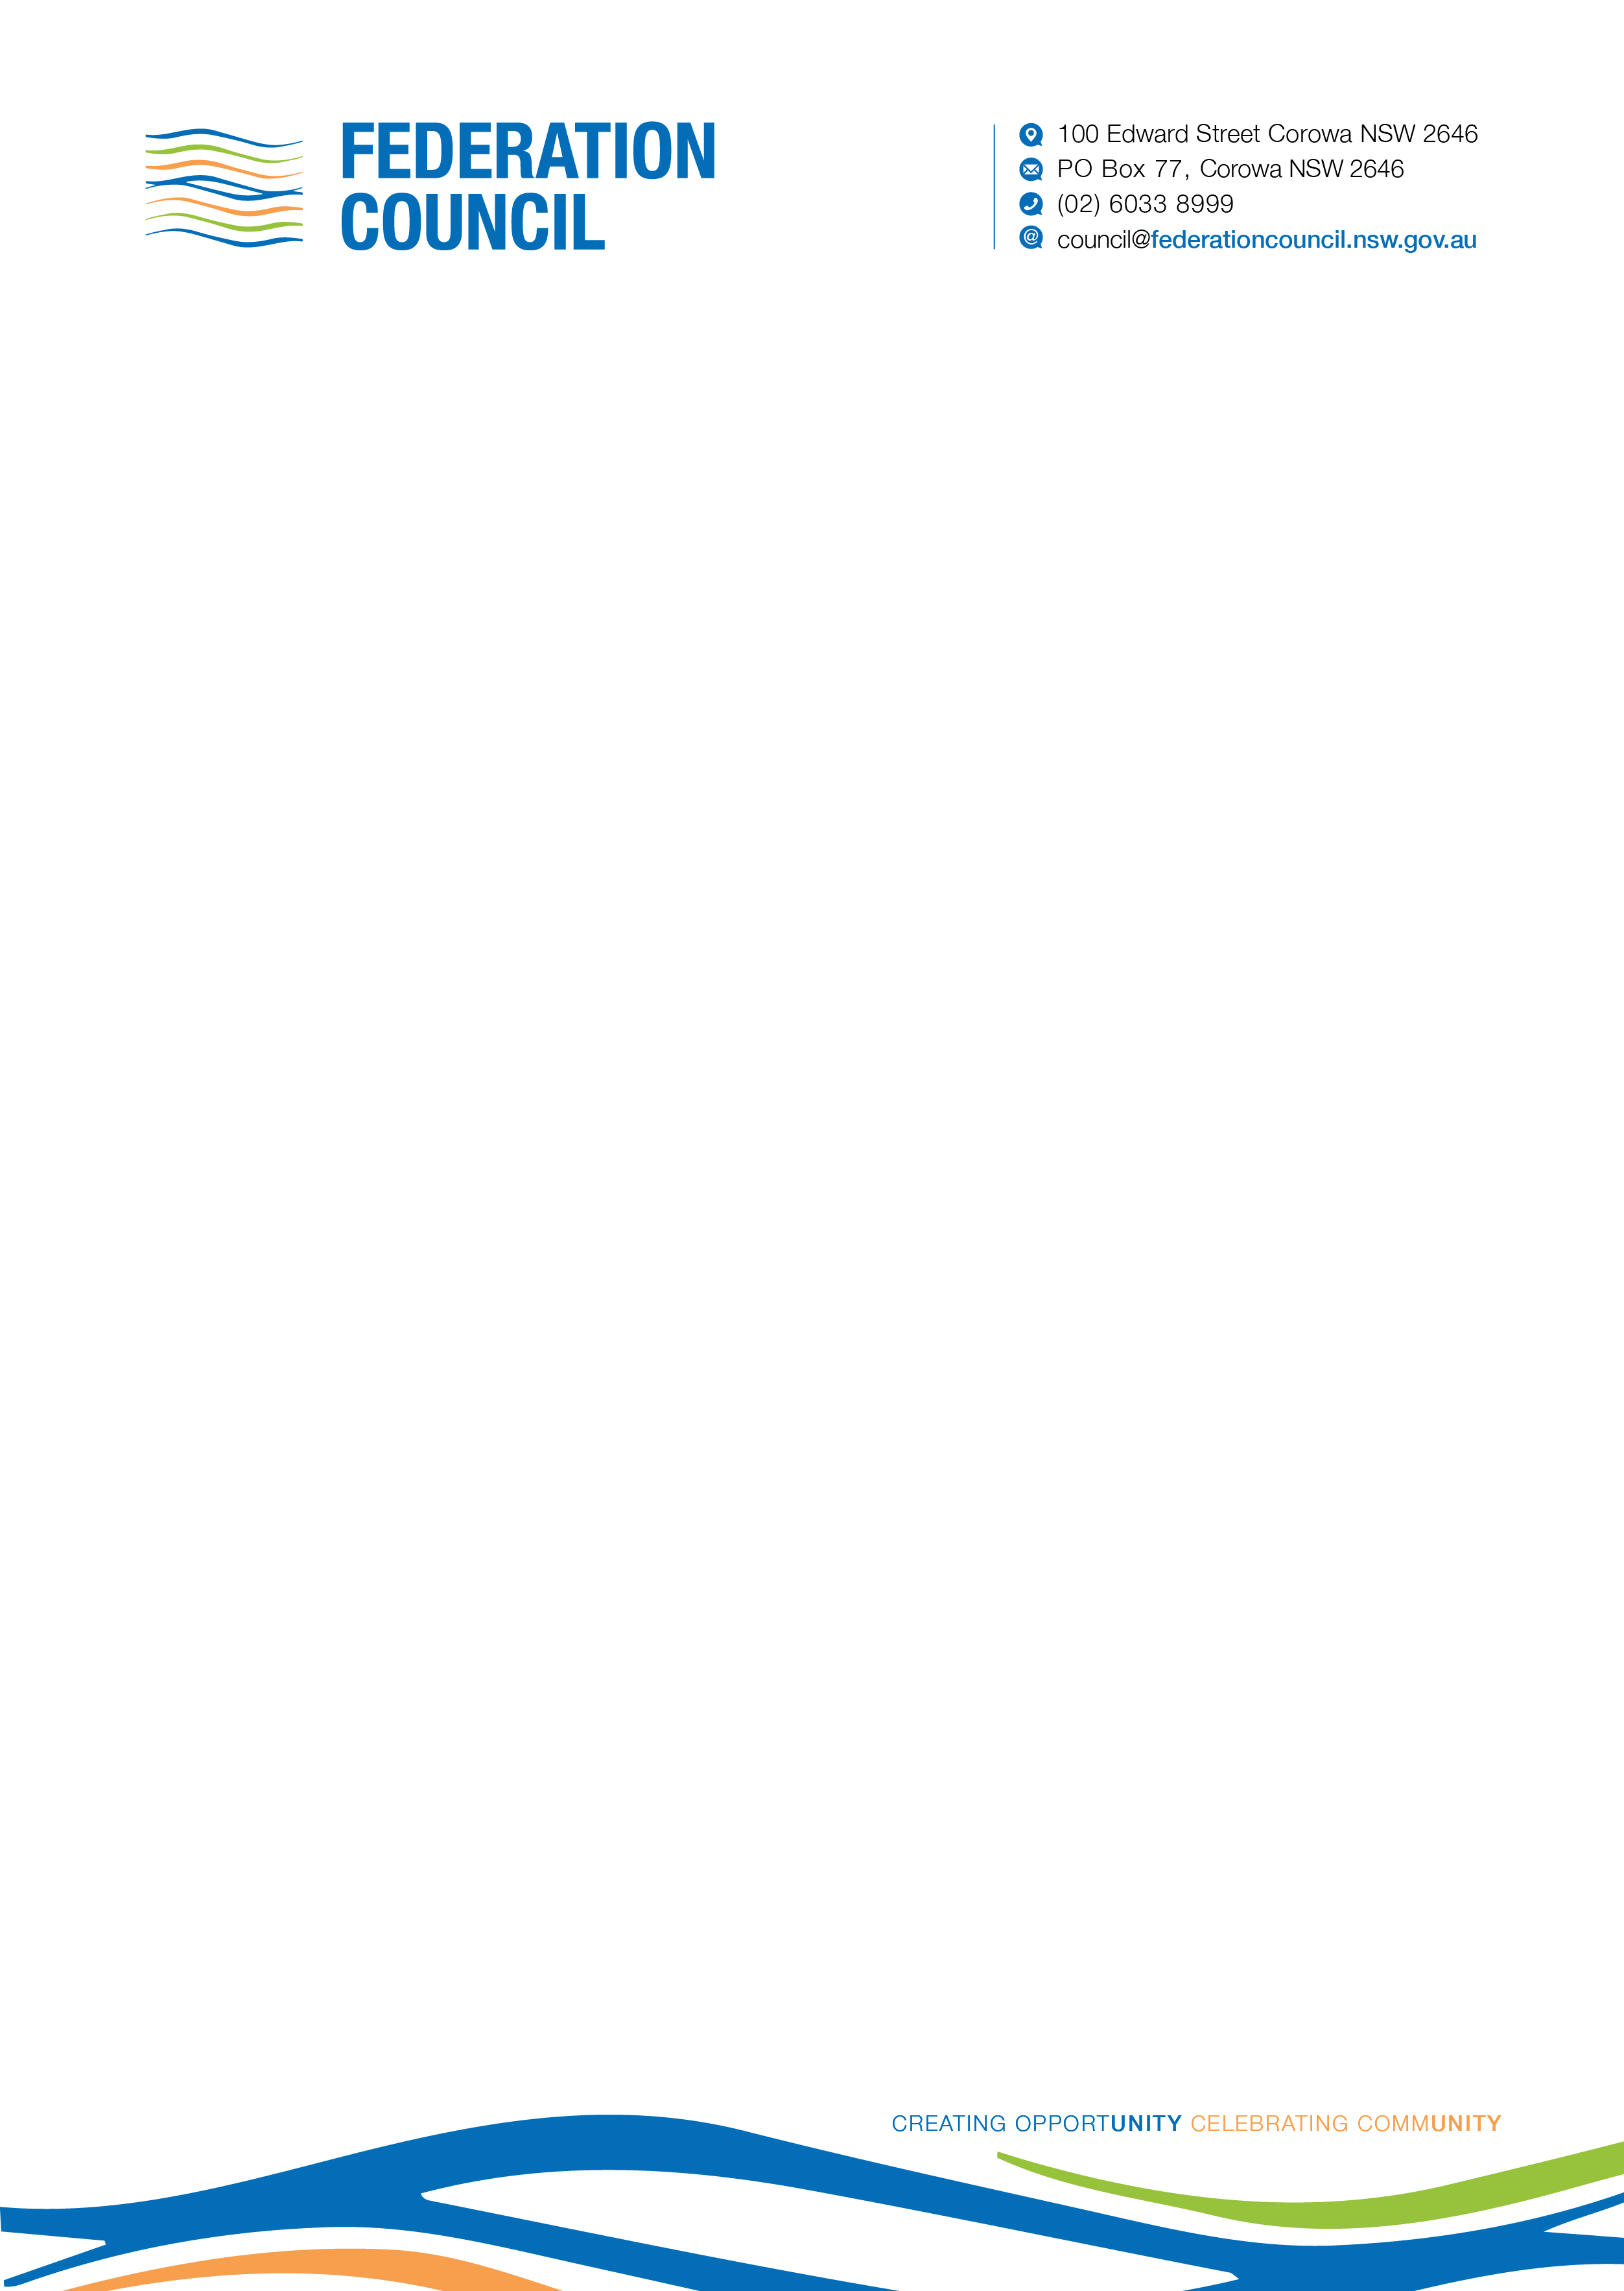 FEDERATION
COUNCIL
100 Edward Street Corowa NSW 2646
PO Box 77, Corowa NSW 2646
(02) 6033 8999
council@federationcouncil.nsw.gov.au
CREATING OPPORTUNITY CELEBRATING COMMUNITY